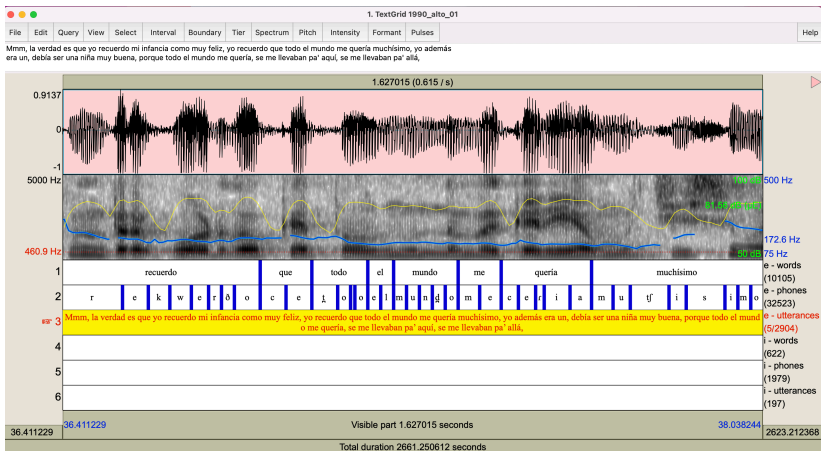 1. TextGrid 1990_alto_01
File Edit Query View Select Interval Boundary Tier Spectrum Pitch Intensity Formant Pulses Help
Mmm, la verdad es que yo recuerdo mi infancia como muy feliz, yo recuerdo que todo el mundo me quería muchísimo, yo además
era un, debía ser una niña muy buena, porque todo el mundo me quería, se me llevaban pa' aquí, se me llevaban pa' allá,
1.627015 (0.615 / s)
0.9137
0
-1
5000 Hz 500 Hz
460.9 Hz 172.6 Hz
50 dB 75 Hz
1 recuerdo que todo el mundo me quería muchísimo e - words
(10105)
2 r e k w e r ð o c e t̪ o o e l m u n d̪ o m e c e ɾ i a m u tʃ i s i m o e - phones
(32523)
3 Mmm, la verdad es que yo recuerdo mi infancia como muy feliz, yo recuerdo que todo el mundo me quería muchísimo, yo además era un, debía ser una niña muy buena, porque todo el mund e - utterances
o me quería, se me llevaban pa' aquí, se me llevaban pa' allá, (5/2904)
4 i - words
(622)
5 i - phones
(1979)
6 i - utterances
(197)
36.411229 Visible part 1.627015 seconds 38.038244
36.411229 2623.212368
Total duration 2661.250612 seconds